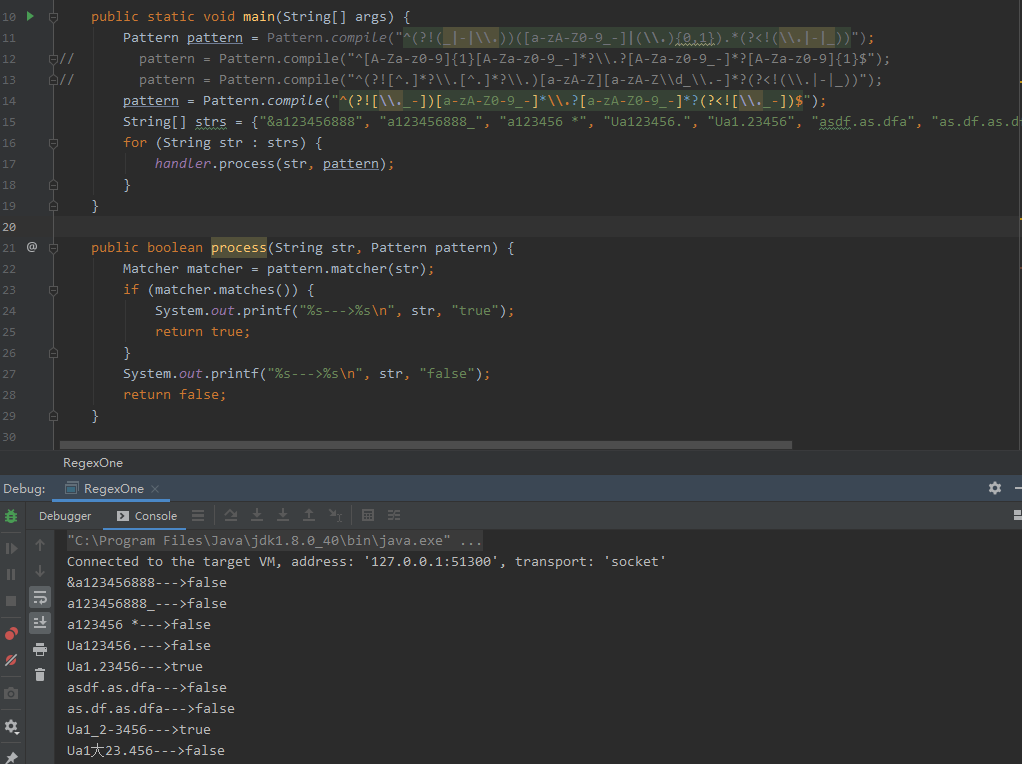 10 public static void main(String[] args) {
11 Pattern pattern = Pattern.compile("^(?!(_|-|\\.))([a-zA-Z0-9_-]|(\\.){0,1}).*(?<!(\\.|-|_))");
12 // pattern = Pattern.compile("^[A-Za-z0-9]{1}[A-Za-z0-9_-]*?\\.?[A-Za-z0-9_-]*?[A-Za-z0-9]{1}$");
13 // pattern = Pattern.compile("^(?![^.]*?\\.[^.]*?\\.)[a-zA-Z][a-zA-Z\\d_\\.-]*?(?<!(\\.|-|_))");
14 pattern = Pattern.compile("^(?![\\._-])[a-zA-Z0-9_-]*\\.?[a-zA-Z0-9_-]*?(?<![\\._-])$");
15 String[] strs = {"&a123456888", "a123456888_", "a123456 *", "Ua123456.", "Ua1.23456", "asdf.as.dfa", "as.df.as.d
16 for (String str : strs) {
17 handler.process(str, pattern);
18 }
19 }
20
21 @ public boolean process(String str, Pattern pattern) {
22 Matcher matcher = pattern.matcher(str);
23 if (matcher.matches()) {
24 System.out.printf("%s--->%s\n", str, "true");
25 return true;
26 }
27 System.out.printf("%s--->%s\n", str, "false");
28 return false;
29 }
30
RegexOne
Debug: RegexOne
Debugger Console
"C:\Program Files\Java\jdk1.8.0_40\bin\java.exe" ...
Connected to the target VM, address: '127.0.0.1:51300', transport: 'socket'
&a123456888--->false
a123456888_--->false
a123456 *--->false
Ua123456.--->false
Ua1.23456--->true
asdf.as.dfa--->false
as.df.as.dfa--->false
Ua1_2-3456--->true
Ua1大23.456--->false